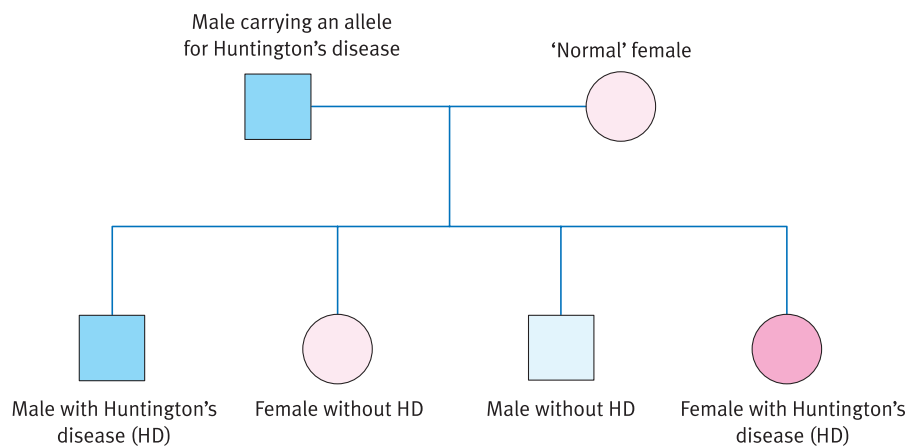 Male carrying an allele
for Huntington’s disease
‘Normal’ female
Male with Huntington’s
disease (HD)
Female without HD
Male without HD
Female with Huntington’s
disease (HD)